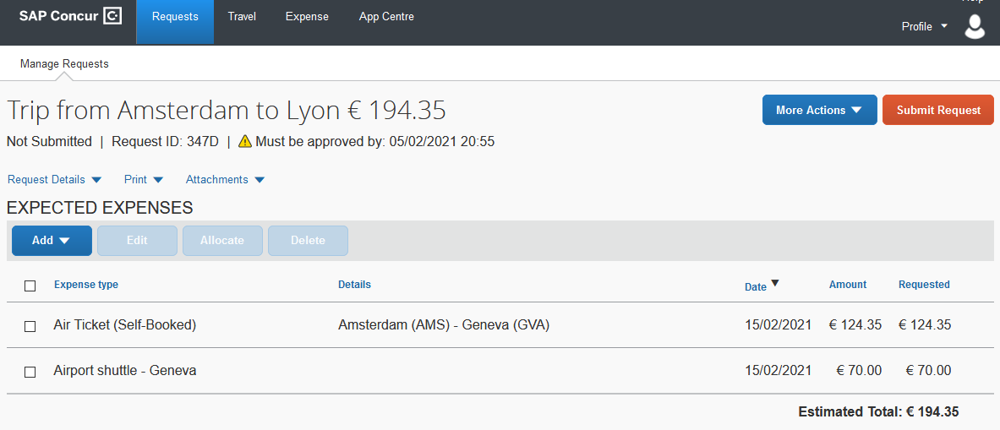 Help
SAP Concur Requests Travel Expense App Centre
Profile
Manage Requests
Trip from Amsterdam to Lyon € 194.35
More Actions Submit Request
Not Submitted | Request ID: 347D | Must be approved by: 05/02/2021 20:55
Request Details Print Attachments
EXPECTED EXPENSES
Add Edit Allocate Delete
Expense type Details Date Amount Requested
Air Ticket (Self-Booked) Amsterdam (AMS) - Geneva (GVA) 15/02/2021 € 124.35 € 124.35
Airport shuttle - Geneva 15/02/2021 € 70.00 € 70.00
Estimated Total: € 194.35